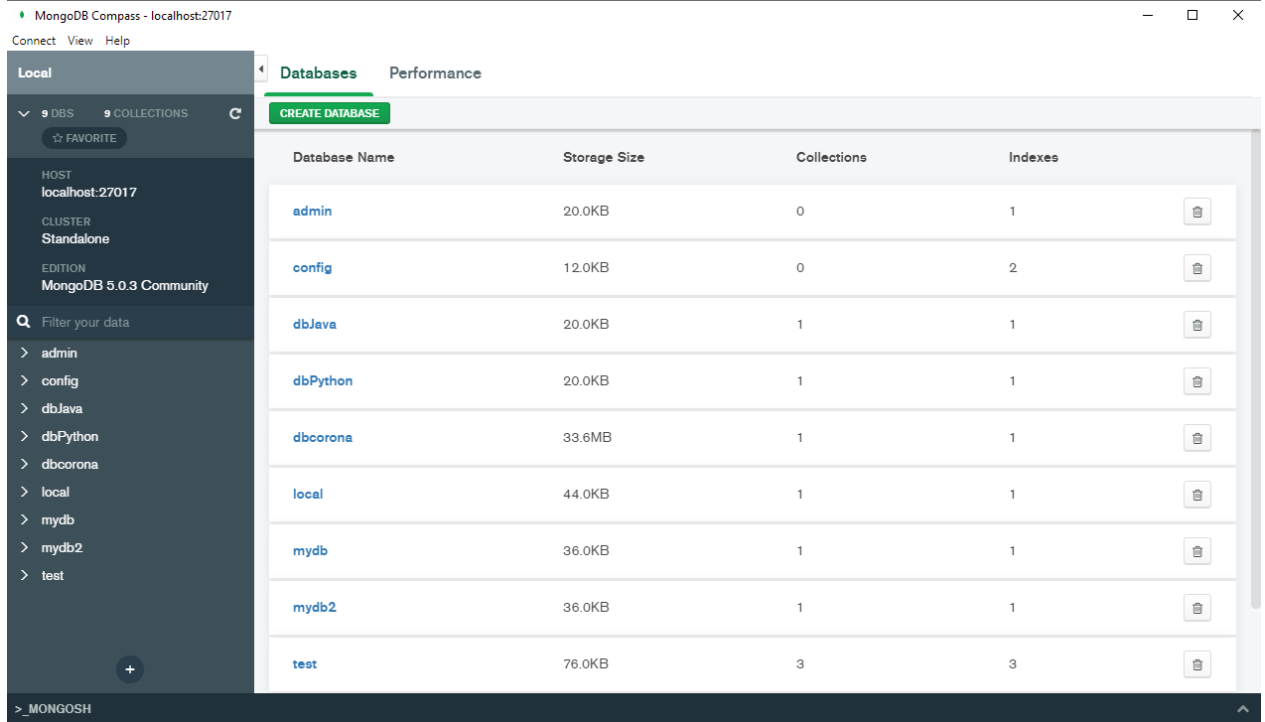 MongoDB Compass - localhost:27017
Connect View Help
Local
9 DBS 9 COLLECTIONS
FAVORITE
HOST
localhost:27017
CLUSTER
Standalone
EDITION
MongoDB 5.0.3 Community
Filter your data
admin
config
dbJava
dbPython
dbcorona
local
mydb
mydb2
test
Databases Performance
CREATE DATABASE
Database Name Storage Size Collections Indexes
admin 20.0KB 0 1
config 12.0KB 0 2
dbJava 20.0KB 1 1
dbPython 20.0KB 1 1
dbcorona 33.6MB 1 1
local 44.0KB 1 1
mydb 36.0KB 1 1
mydb2 36.0KB 1 1
test 76.0KB 3 3
>_MONGOSH